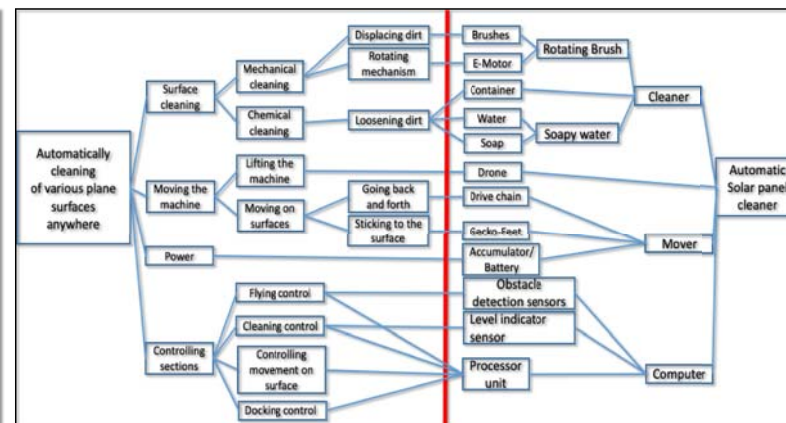 Automatically
cleaning
of various plane
surfaces
anywhere
Surface
cleaning
Moving the
machine
Power
Controlling
sections
Mechanical
cleaning
Chemical
cleaning
Lifting the
machine
Moving on
surfaces
Flying control
Cleaning control
Controlling
movement on
surface
Docking control
Displacing dirt
Rotating
mechanism
Loosening dirt
Going back
and forth
Sticking to the
surface
Brushes
E-Motor
Container
Water
Soap
Drone
Drive chain
Gecko-Feet
Accumulator/
Battery
Obstacle
detection sensors
Level indicator
sensor
Processor
unit
Rotating Brush
Soapy water
Cleaner
Mover
Computer
Automatic
Solar panel
cleaner